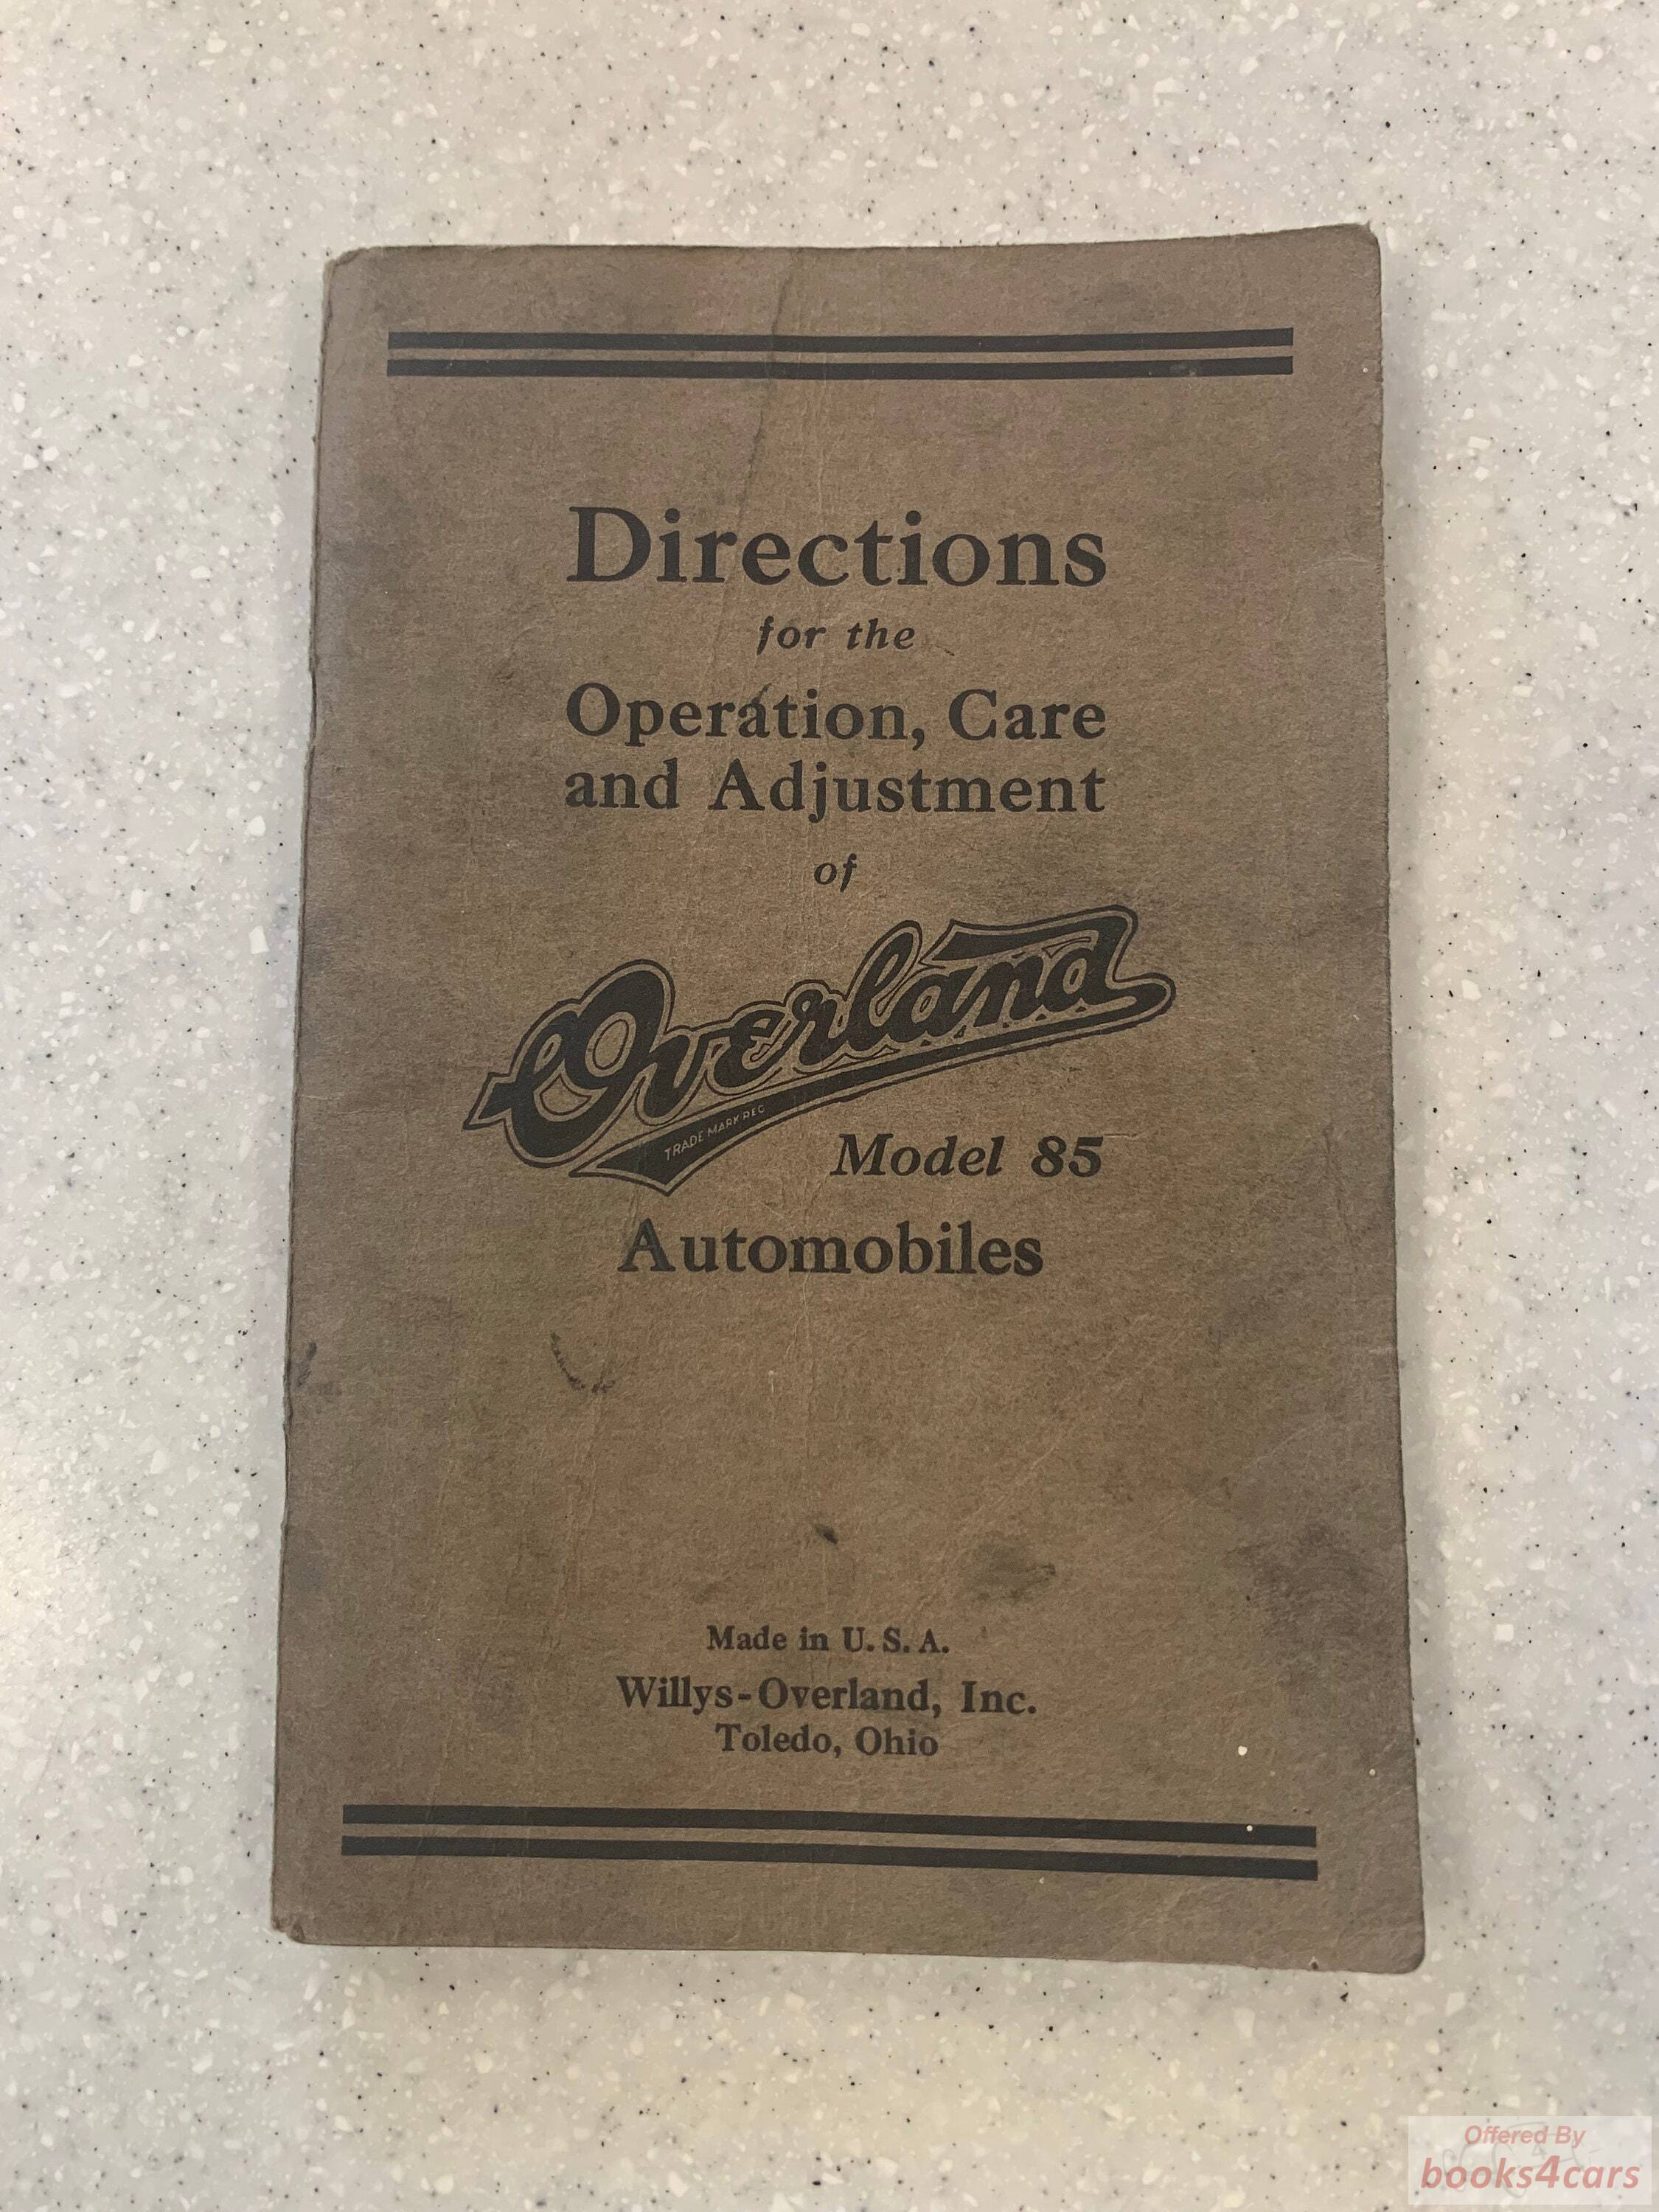 Directions
for the
Operation, Care
and Adjustment
of
Overland
TRADE MARK REG
Model 85
Automobiles
Made in U. S. A.
Willys-Overland, Inc.
Toledo, Ohio
Offered By
books4cars